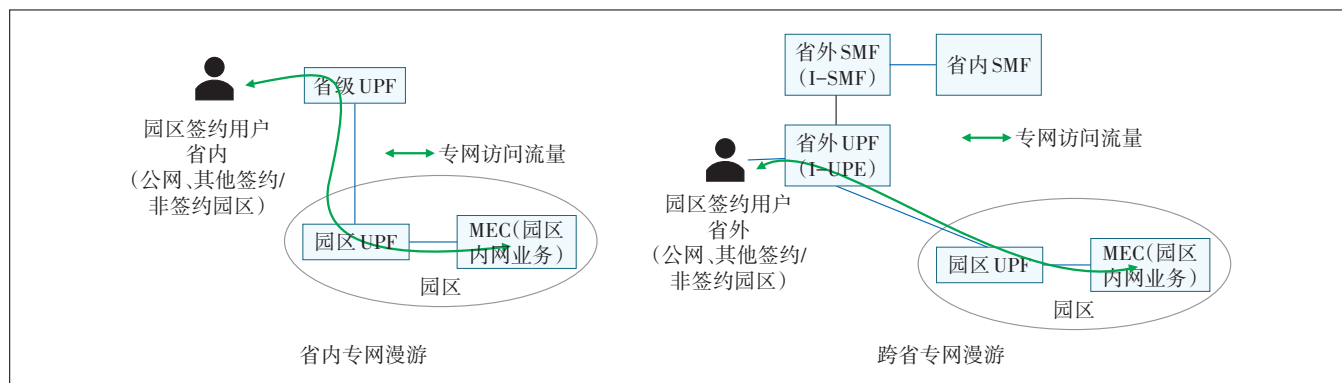 省级 UPF
园区签约用户
省内
（公网、其他签约/
非签约园区）
专网访问流量
园区 UPF
MEC（园区
内网业务）
园区
省内专网漫游
省外 SMF
（I-SMF）
省内 SMF
省外 UPF
（I-UPE）
专网访问流量
园区签约用户
省外
（公网、其他签约/
非签约园区）
园区 UPF
MEC（园区
内网业务）
园区
跨省专网漫游